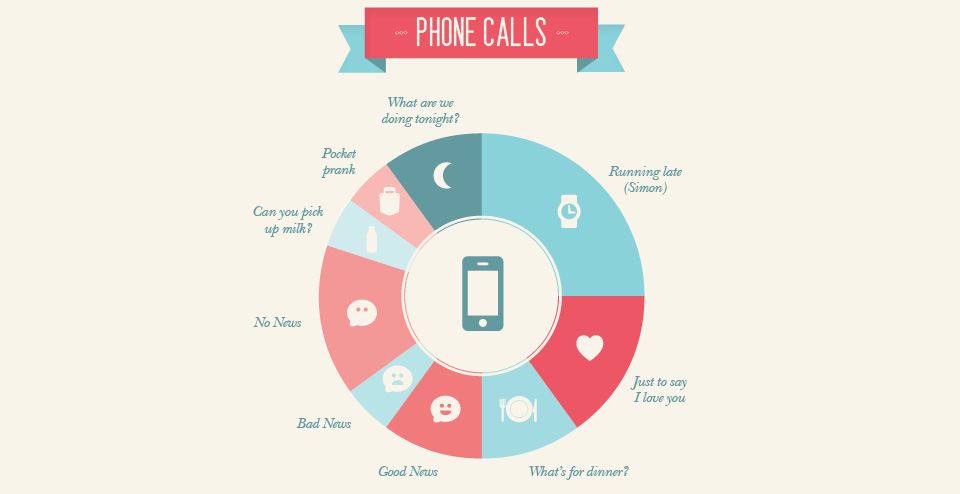 PHONE CALLS
What are we
doing tonight?
Pocket
prank
Running late
(Simon)
Can you pick
up milk?
No News
Just to say
I love you
Bad News
Good News
What's for dinner?